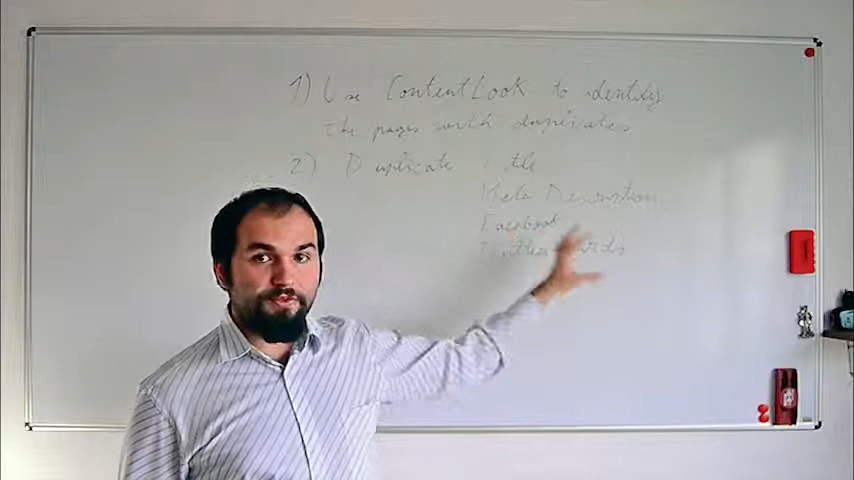 1) Use ContentLook to identify
the pages with duplicates
2) Duplicate Title
Meta Description
Facebook
Twitter Cards